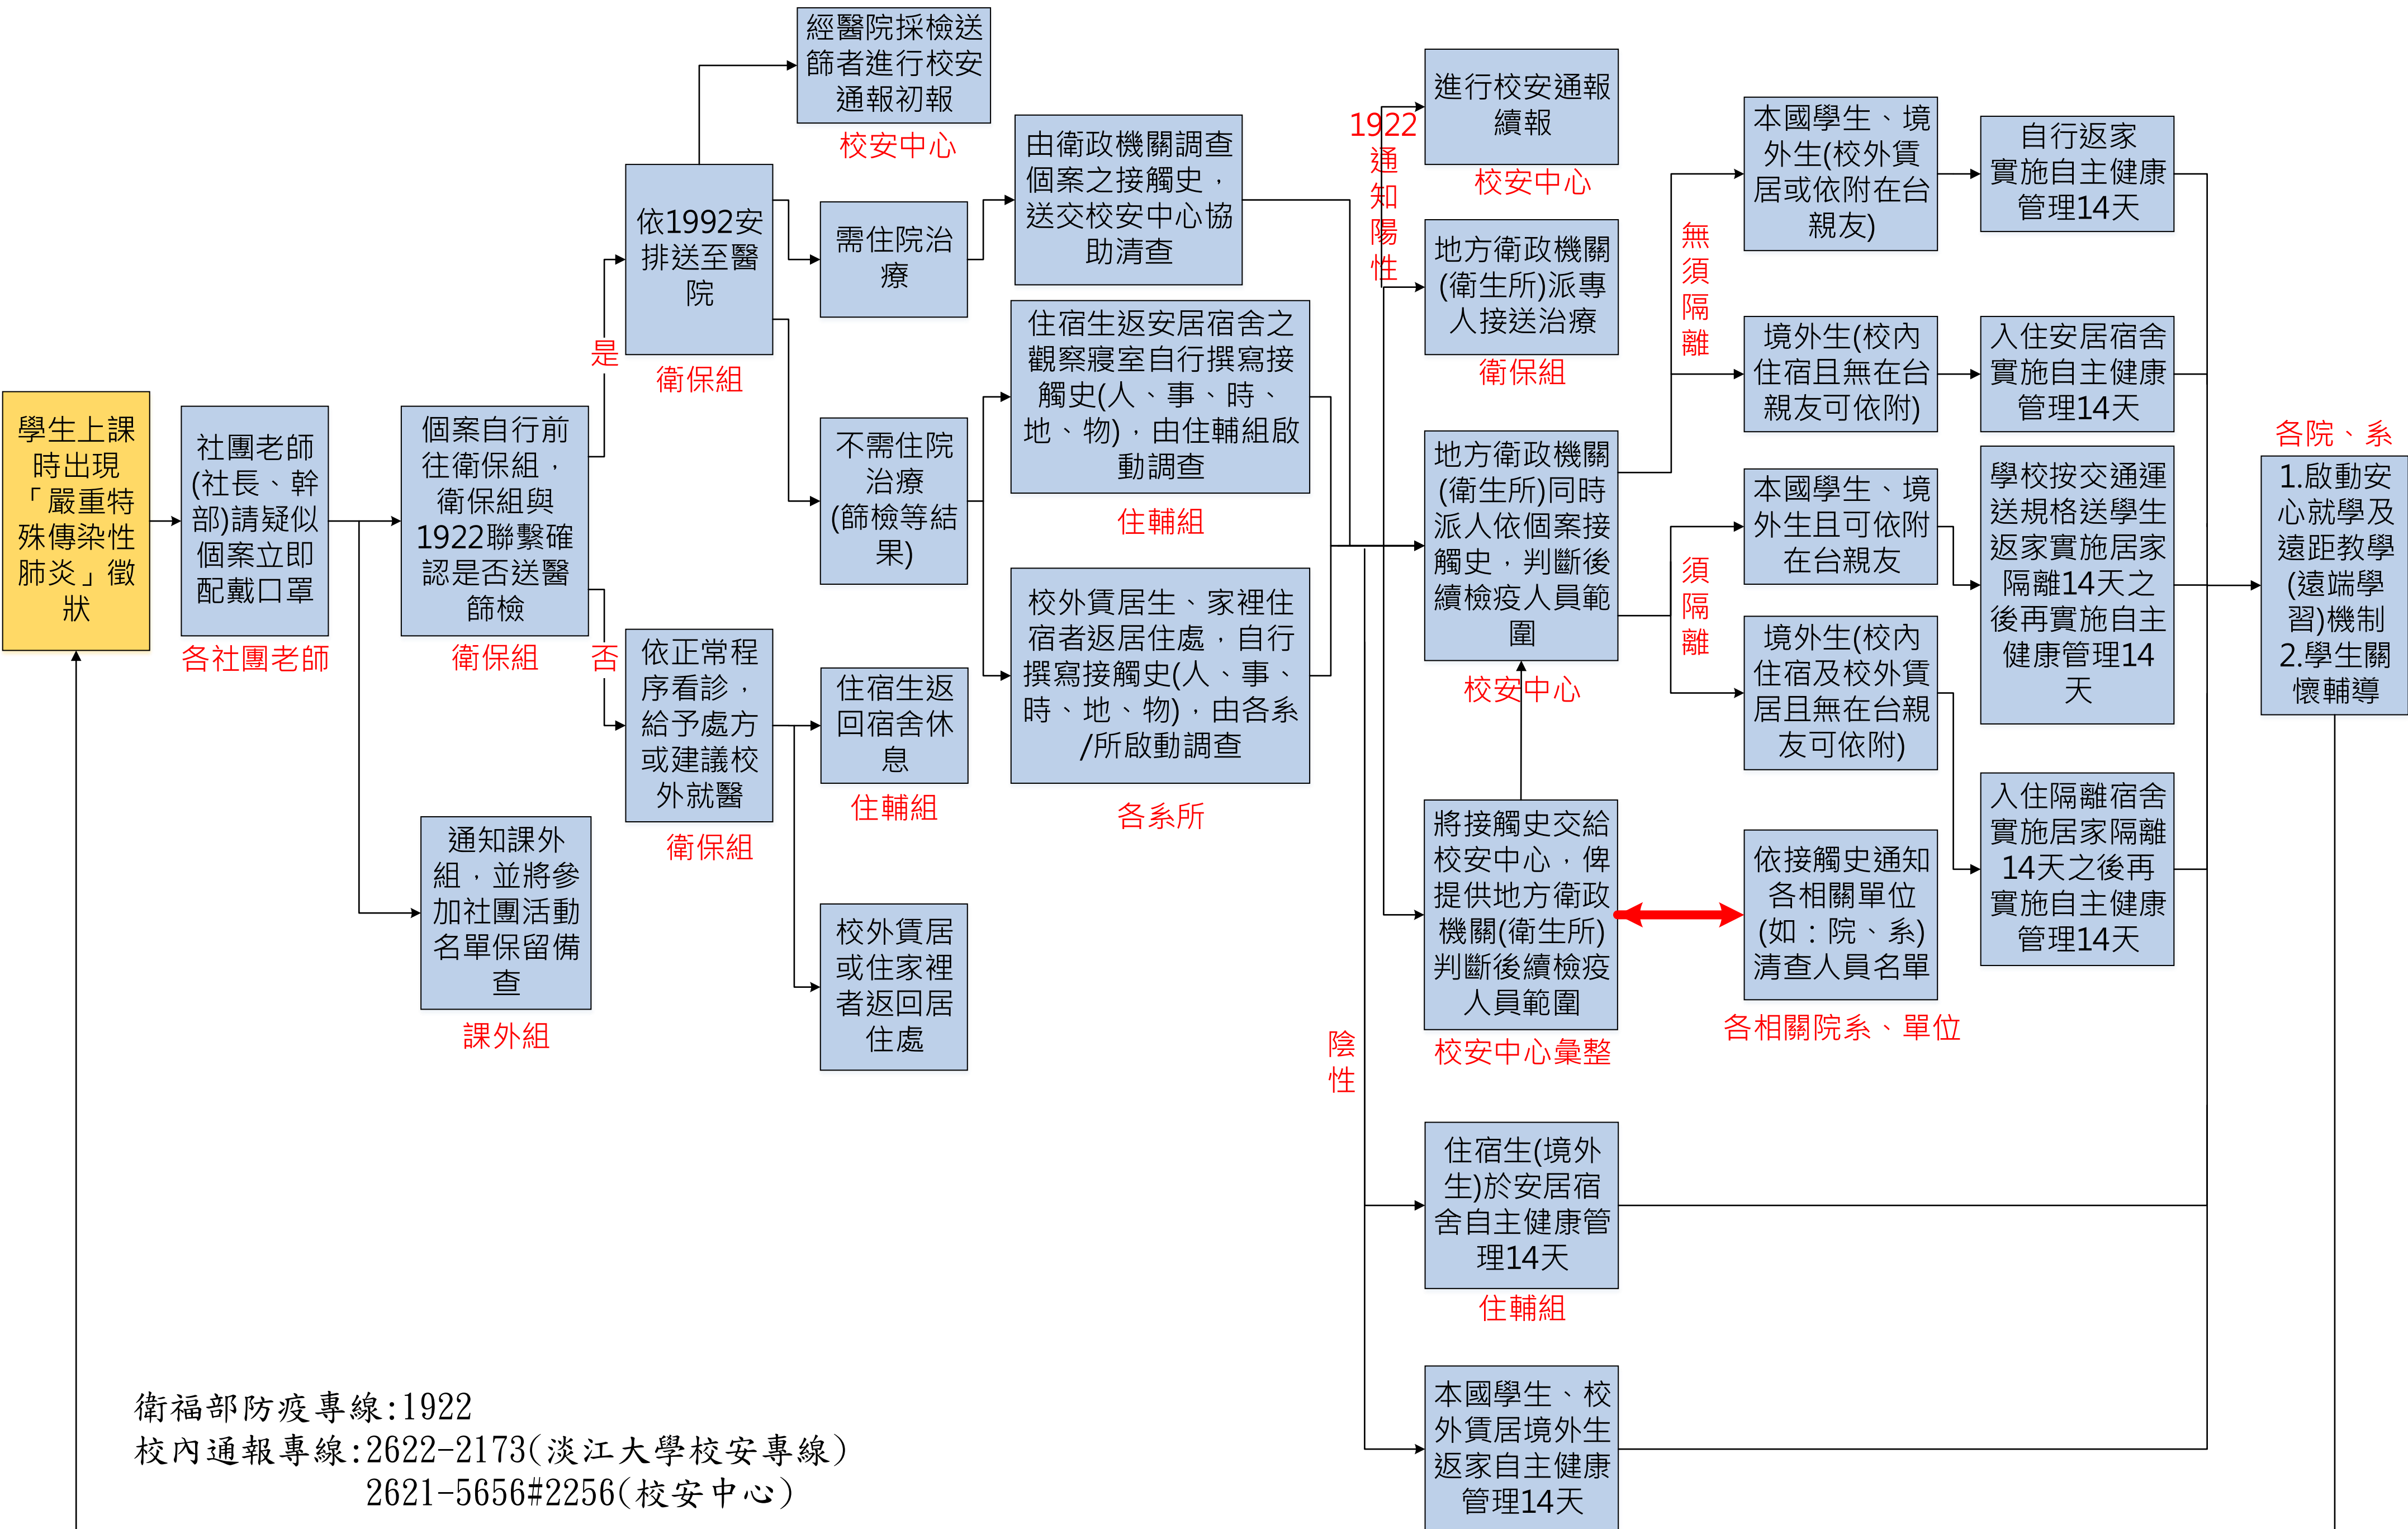 學生上課
時出現
「嚴重特
殊傳染性
肺炎」徵
狀
社團老師
(社長、幹
部)請疑似
個案立即
配戴口罩
各社團老師
個案自行前
往衛保組，
衛保組與
1922聯繫確
認是否送醫
篩檢
衛保組
通知課外
組，並將參
加社團活動
名單保留備
查
課外組
是
否
依1992安
排送至醫
院
衛保組
依正常程
序看診，
給予處方
或建議校
外就醫
衛保組
經醫院採檢送
篩者進行校安
通報初報
校安中心
需住院治
療
不需住院
治療
(篩檢等結
果)
住宿生返
回宿舍休
息
住輔組
校外賃居
或住家裡
者返回居
住處
由衛政機關調查
個案之接觸史，
送交校安中心協
助清查
住宿生返安居宿舍之
觀察寢室自行撰寫接
觸史(人、事、時、
地、物)，由住輔組啟
動調查
住輔組
校外賃居生、家裡住
宿者返居住處，自行
撰寫接觸史(人、事、
時、地、物)，由各系
/所啟動調查
各系所
1922
通
知
陽
性
陰
性
進行校安通報
續報
校安中心
地方衛政機關
(衛生所)派專
人接送治療
衛保組
地方衛政機關
(衛生所)同時
派人依個案接
觸史，判斷後
續檢疫人員範
圍
校安中心
將接觸史交給
校安中心，俾
提供地方衛政
機關(衛生所)
判斷後續檢疫
人員範圍
校安中心彙整
住宿生(境外
生)於安居宿
舍自主健康管
理14天
住輔組
本國學生、校
外賃居境外生
返家自主健康
管理14天
無
須
隔
離
須
隔
離
本國學生、境
外生(校外賃
居或依附在台
親友)
境外生(校內
住宿且無在台
親友可依附)
本國學生、境
外生且可依附
在台親友
境外生(校內
住宿及校外賃
居且無在台親
友可依附)
依接觸史通知
各相關單位
(如：院、系)
清查人員名單
各相關院系、單位
自行返家
實施自主健康
管理14天
入住安居宿舍
實施自主健康
管理14天
學校按交通運
送規格送學生
返家實施居家
隔離14天之
後再實施自主
健康管理14
天
入住隔離宿舍
實施居家隔離
14天之後再
實施自主健康
管理14天
各院、系
1.啟動安
心就學及
遠距教學
(遠端學
習)機制
2.學生關
懷輔導
衛福部防疫專線:1922
校內通報專線:2622-2173(淡江大學校安專線)
2621-5656#2256(校安中心)